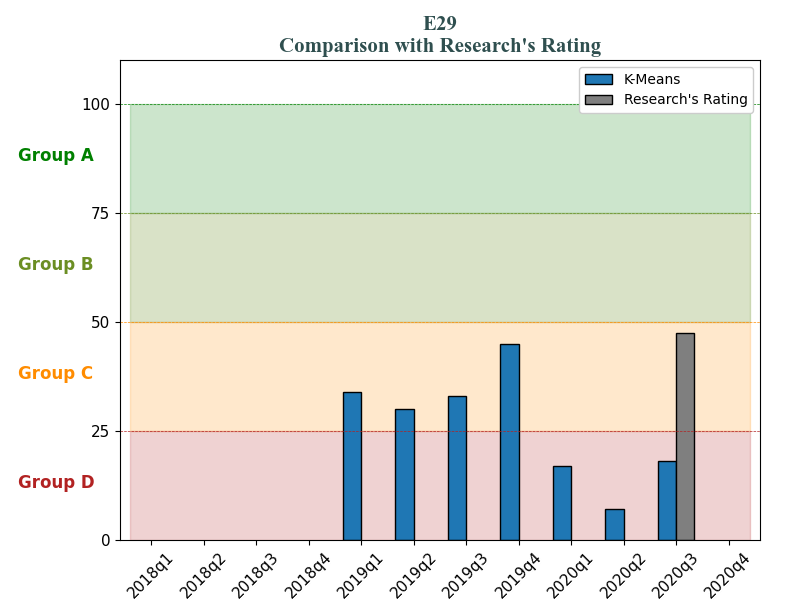 E29
Comparison with Research's Rating
K-Means
Research's Rating
100
Group A
75
Group B
50
Group C
25
Group D
0
2018q1
2018q2
2018q3
2018q4
2019q1
2019q2
2019q3
2019q4
2020q1
2020q2
2020q3
2020q4